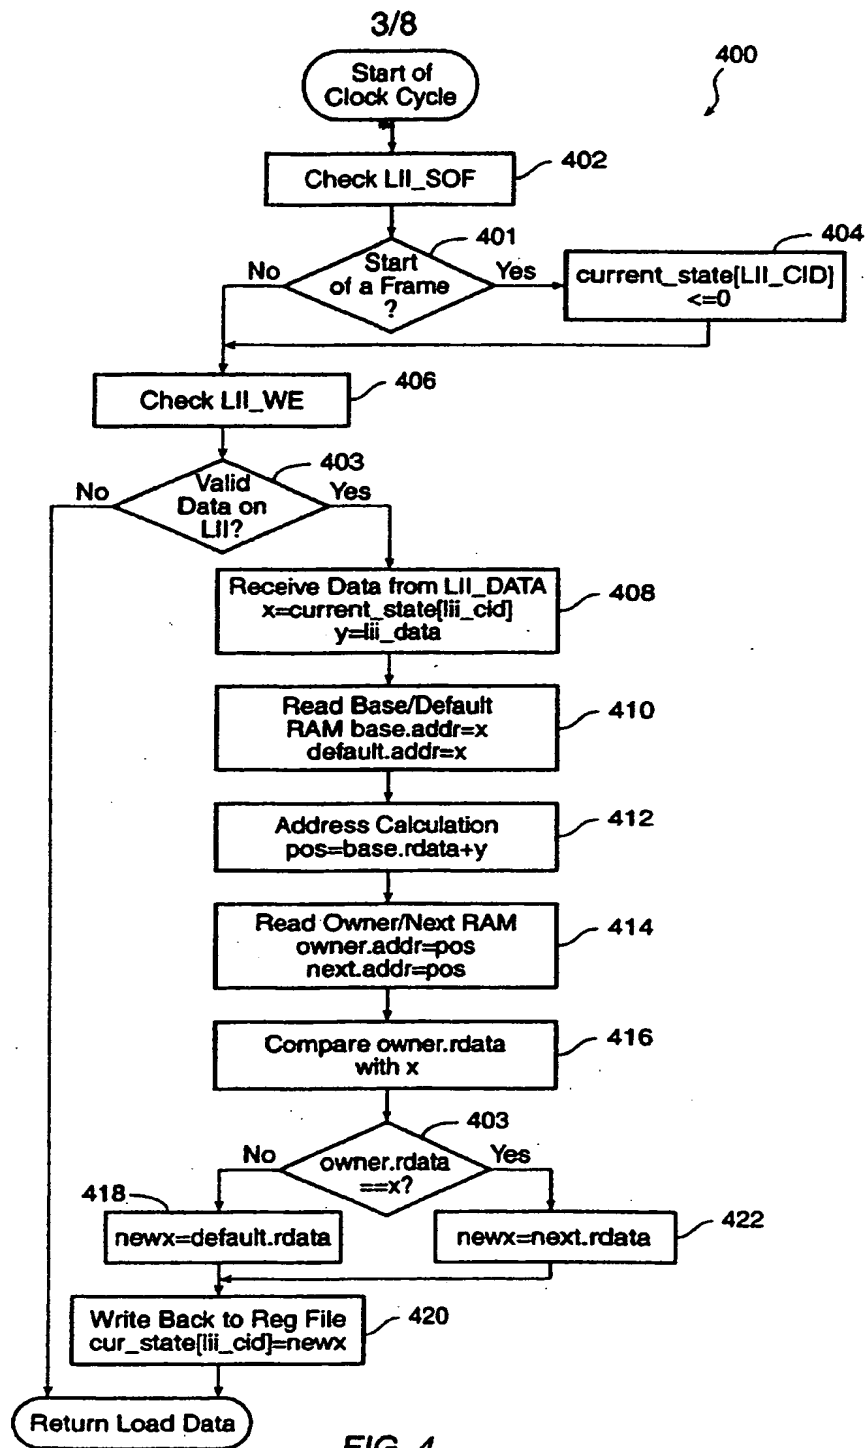 3/8
Start of
Clock Cycle
400
Check LII_SOF
402
401
Start
of a Frame
?
No
Yes
404
current_state[LII_CID]
<=0
Check LII_WE
406
403
Valid
Data on
LII?
No
Yes
Receive Data from LII_DATA
x=current_state[lii_cid]
y=lii_data
408
Read Base/Default
RAM base.addr=x
default.addr=x
410
Address Calculation
pos=base.rdata+y
412
Read Owner/Next RAM
owner.addr=pos
next.addr=pos
414
Compare owner.rdata
with x
416
403
owner.rdata
==x?
No
Yes
418
newx=default.rdata
newx=next.rdata
422
Write Back to Reg File
cur_state[lii_cid]=newx
420
Return Load Data
FIG. 4